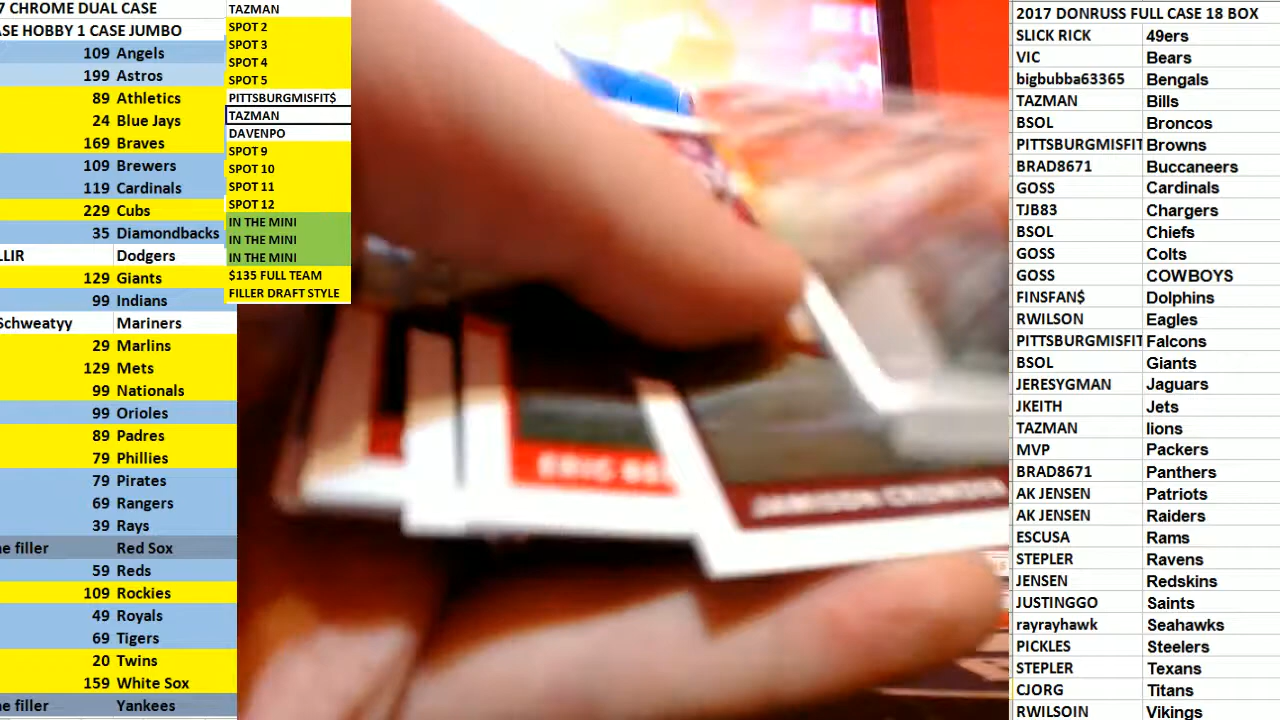 7 CHROME DUAL CASE
ASE HOBBY 1 CASE JUMBO
109 Angels
199 Astros
89 Athletics
24 Blue Jays
169 Braves
109 Brewers
119 Cardinals
229 Cubs
35 Diamondbacks
LLIR Dodgers
129 Giants
99 Indians
Schweatyy Mariners
29 Marlins
129 Mets
99 Nationals
99 Orioles
89 Padres
79 Phillies
79 Pirates
69 Rangers
39 Rays
ne filler Red Sox
59 Reds
109 Rockies
49 Royals
69 Tigers
20 Twins
159 White Sox
ne filler Yankees
TAZMAN
SPOT 2
SPOT 3
SPOT 4
SPOT 5
PITTSBURGMISFIT$
TAZMAN
DAVENPO
SPOT 9
SPOT 10
SPOT 11
SPOT 12
IN THE MINI
IN THE MINI
IN THE MINI
$135 FULL TEAM
FILLER DRAFT STYLE
ERIC
JAMISON CROWDER
2017 DONRUSS FULL CASE 18 BOX
SLICK RICK 49ers
VIC Bears
bigbubba63365 Bengals
TAZMAN Bills
BSOL Broncos
PITTSBURGMISFIT Browns
BRAD8671 Buccaneers
GOSS Cardinals
TJB83 Chargers
BSOL Chiefs
GOSS Colts
GOSS COWBOYS
FINSFAN$ Dolphins
RWILSON Eagles
PITTSBURGMISFIT Falcons
BSOL Giants
JERESYGMAN Jaguars
JKEITH Jets
TAZMAN lions
MVP Packers
BRAD8671 Panthers
AK JENSEN Patriots
AK JENSEN Raiders
ESCUSA Rams
STEPLER Ravens
JENSEN Redskins
JUSTINGGO Saints
rayrayhawk Seahawks
PICKLES Steelers
STEPLER Texans
CJORG Titans
RWILSOIN Vikings